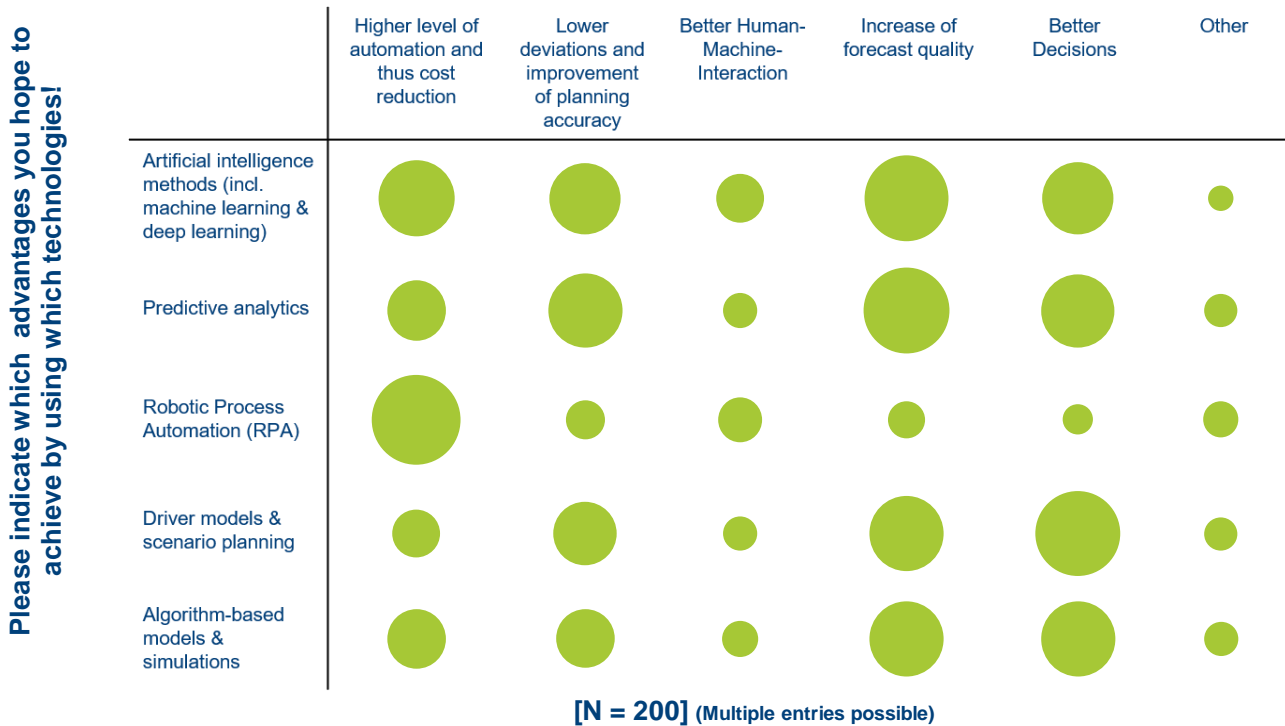 Please indicate which advantages you hope to
achieve by using which technologies!
Higher level of
automation and
thus cost
reduction
Lower
deviations and
improvement
of planning
accuracy
Better Human-
Machine-
Interaction
Increase of
forecast quality
Better
Decisions
Other
Artificial intelligence
methods (incl.
machine learning &
deep learning)
Predictive analytics
Robotic Process
Automation (RPA)
Driver models &
scenario planning
Algorithm-based
models &
simulations
[N = 200] (Multiple entries possible)